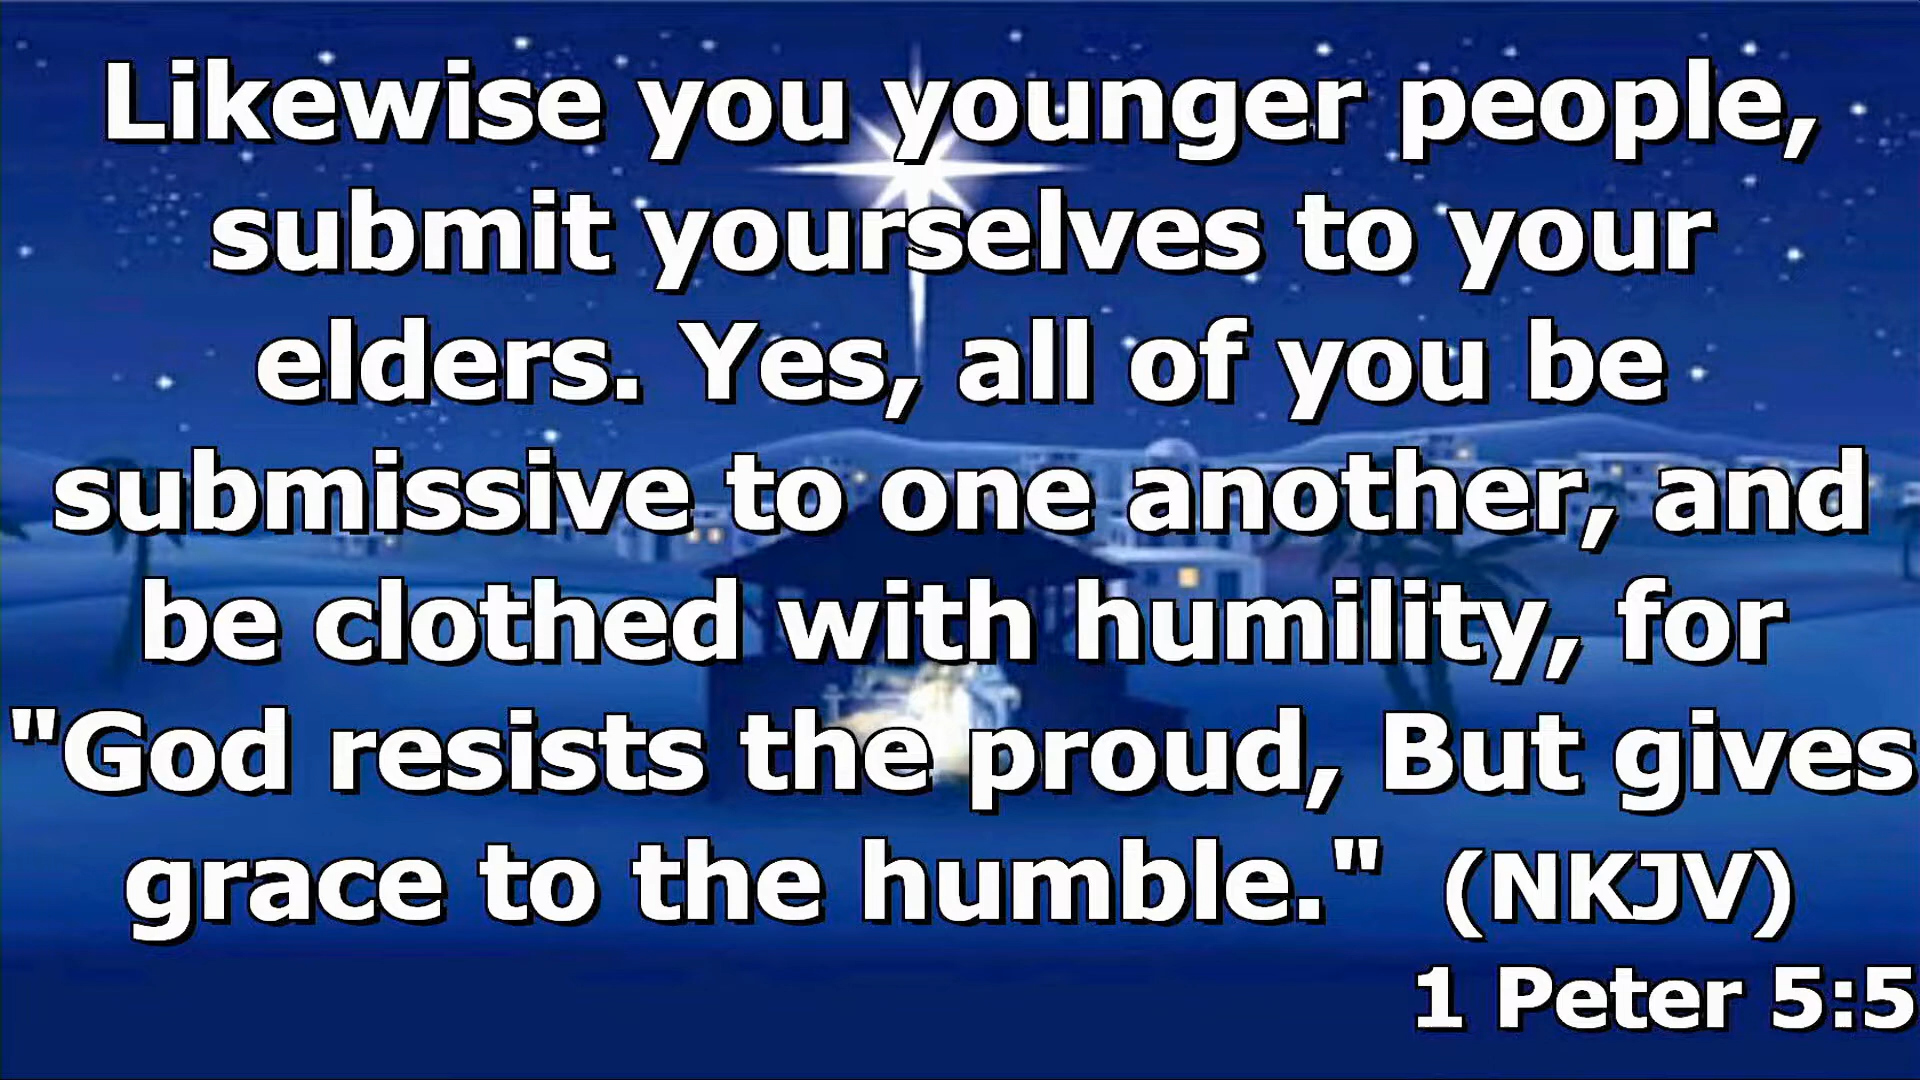 Likewise you younger people,
submit yourselves to your
elders. Yes, all of you be
submissive to one another, and
be clothed with humility, for
"God resists the proud, But gives
grace to the humble." (NKJV)
1 Peter 5:5